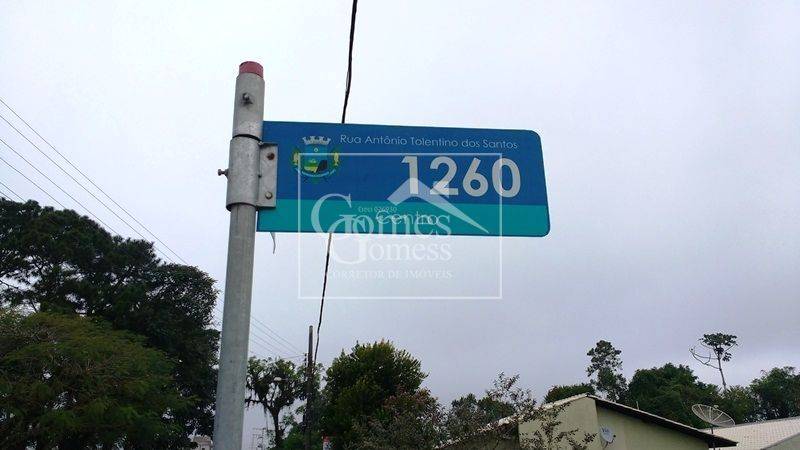 Rua Antônio Tolentino dos Santos
1260
Centro
Gomes
Gomess
CORRETOR DE IMÓVEIS